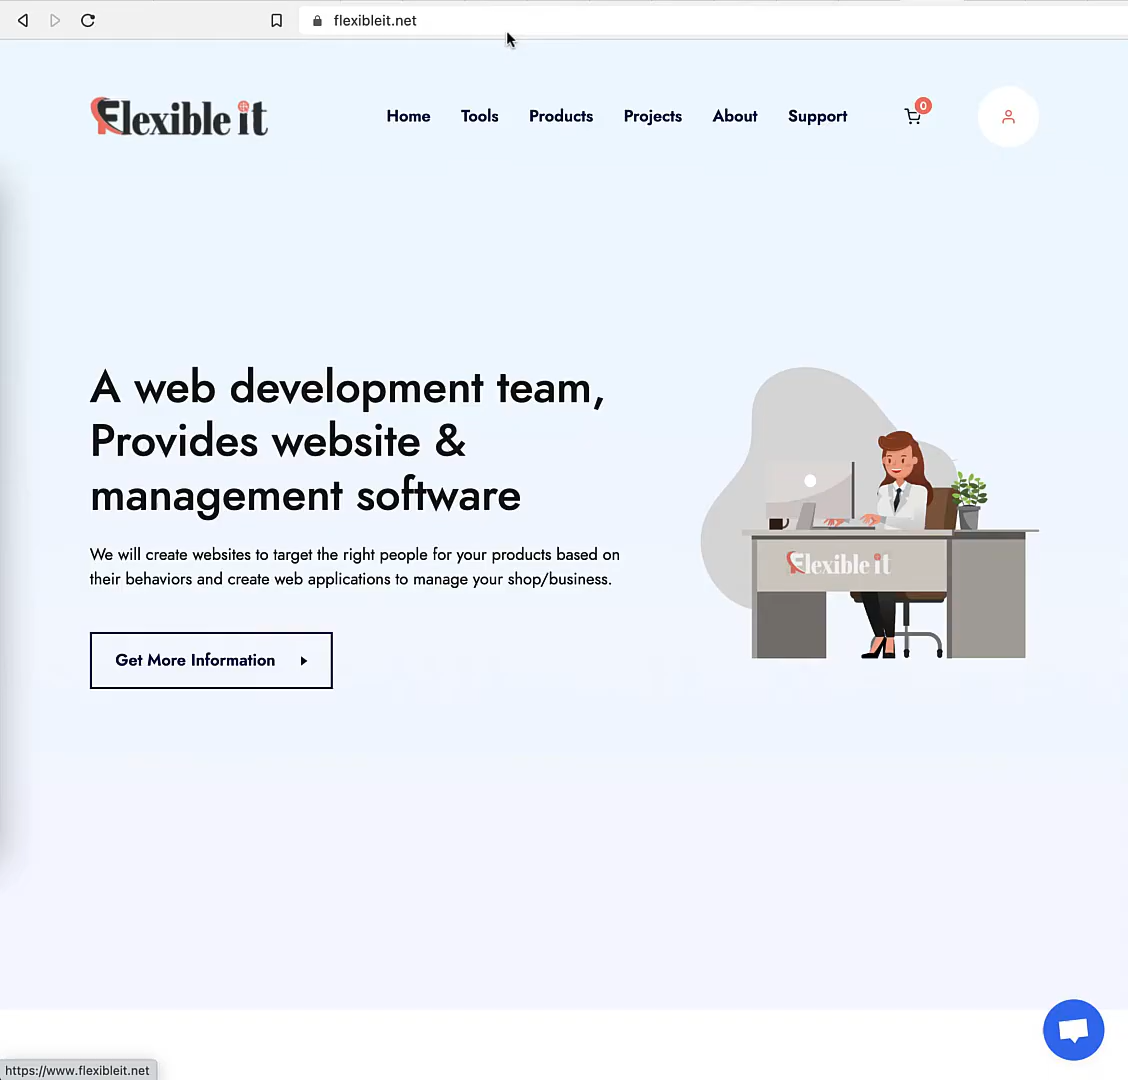 flexibleit.net
Flexible it
Home Tools Products Projects About Support 0
A web development team,
Provides website &
management software
We will create websites to target the right people for your products based on
their behaviors and create web applications to manage your shop/business.
Flexible it
Get More Information
https://www.flexibleit.net